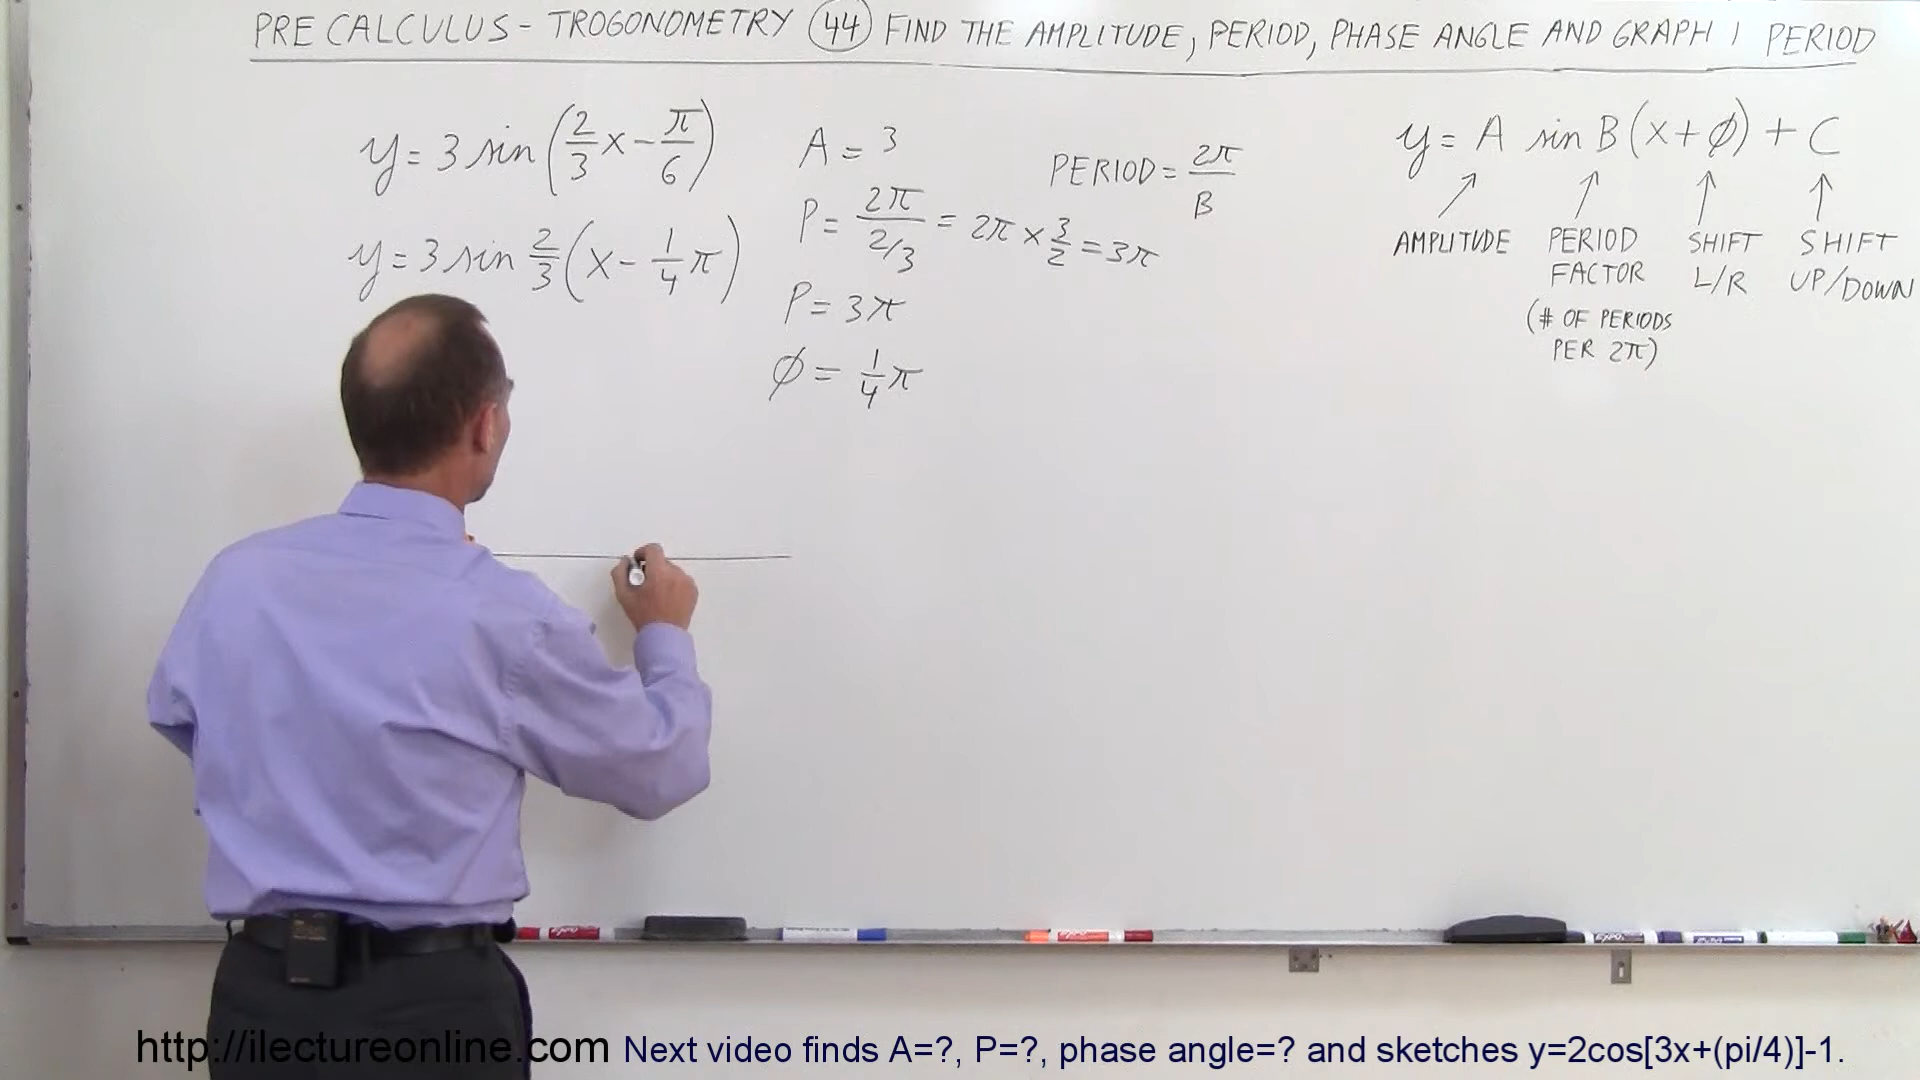 PRE CALCULUS - TROGONOMETRY 44 FIND THE AMPLITUDE, PERIOD, PHASE ANGLE AND GRAPH 1 PERIOD
y = 3 sin (2/3 x - π/6)
y = 3 sin 2/3 (x - 1/4 π)
A = 3
P = 2π / 2/3 = 2π × 3/2 = 3π
P = 3π
φ = 1/4 π
PERIOD = 2π/B
y = A sin B (x + φ) + C
AMPLITUDE
PERIOD FACTOR
(# OF PERIODS
PER 2π)
SHIFT
L/R
SHIFT
UP/DOWN
http://ilectureonline.com Next video finds A=?, P=?, phase angle=? and sketches y=2cos[3x+(pi/4)]-1.